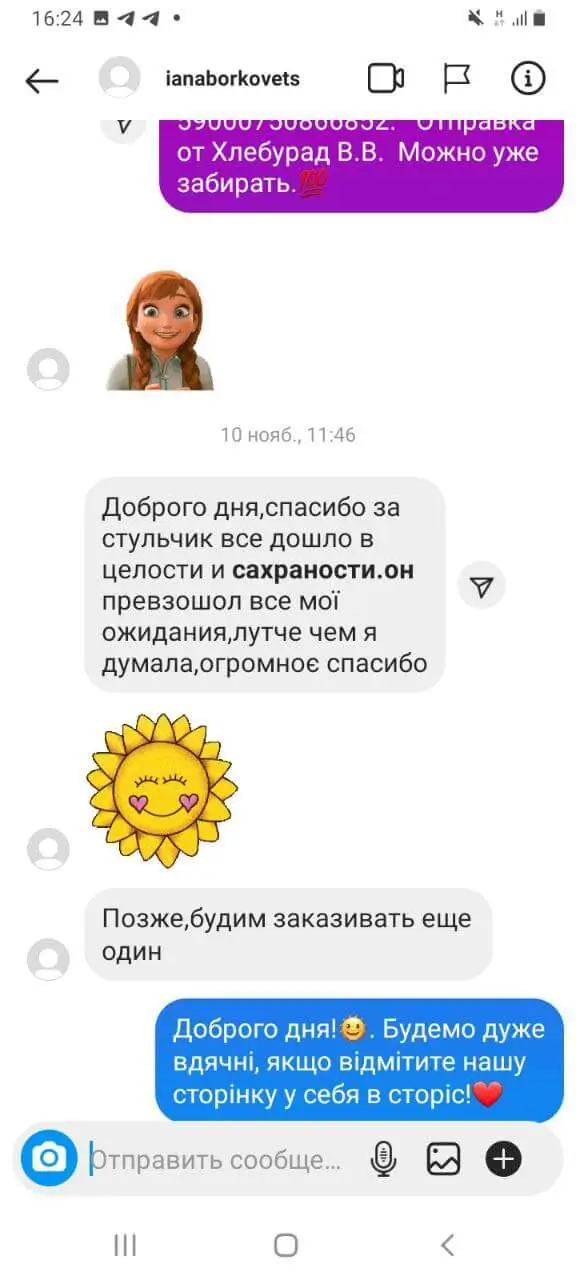 16:24
ianaborkovets
59000750866852. Отправка
от Хлебурад В.В. Можно уже
забирать.💯
10 нояб., 11:46
Доброго дня,спасибо за
стульчик все дошло в
целости и сахраности.он
превзошол все мої
ожидания,лутче чем я
думала,огромноє спасибо
Позже,будим заказивать еще
один
Доброго дня!🌞. Будемо дуже
вдячні, якщо відмітите нашу
сторінку у себя в сторіс!❤️
Отправить сообще...